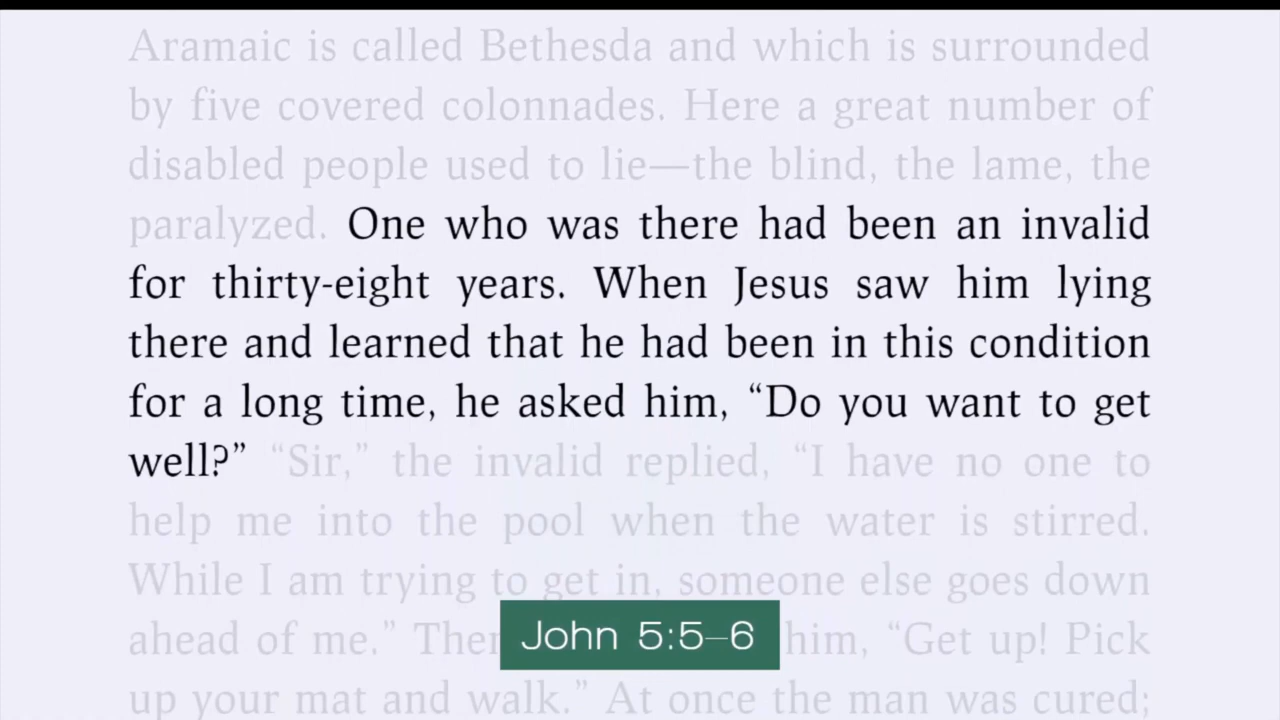 Aramaic is called Bethesda and which is surrounded
by five covered colonnades. Here a great number of
disabled people used to lie—the blind, the lame, the
paralyzed. One who was there had been an invalid
for thirty-eight years. When Jesus saw him lying
there and learned that he had been in this condition
for a long time, he asked him, “Do you want to get
well?” “Sir,” the invalid replied, “I have no one to
help me into the pool when the water is stirred.
While I am trying to get in, someone else goes down
ahead of me.” him, “Get up! Pick
John 5:5–6
up your mat and walk.” At once the man was cured;